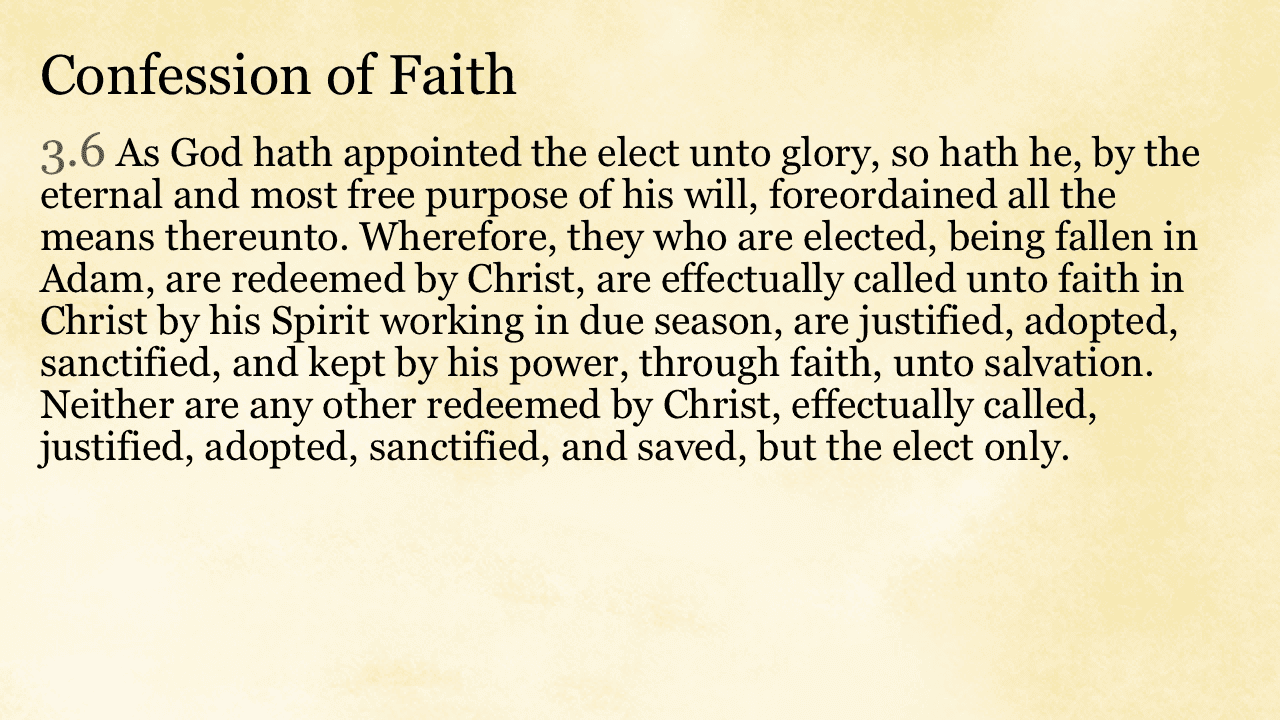 Confession of Faith
3.6 As God hath appointed the elect unto glory, so hath he, by the
eternal and most free purpose of his will, foreordained all the
means thereunto. Wherefore, they who are elected, being fallen in
Adam, are redeemed by Christ, are effectually called unto faith in
Christ by his Spirit working in due season, are justified, adopted,
sanctified, and kept by his power, through faith, unto salvation.
Neither are any other redeemed by Christ, effectually called,
justified, adopted, sanctified, and saved, but the elect only.